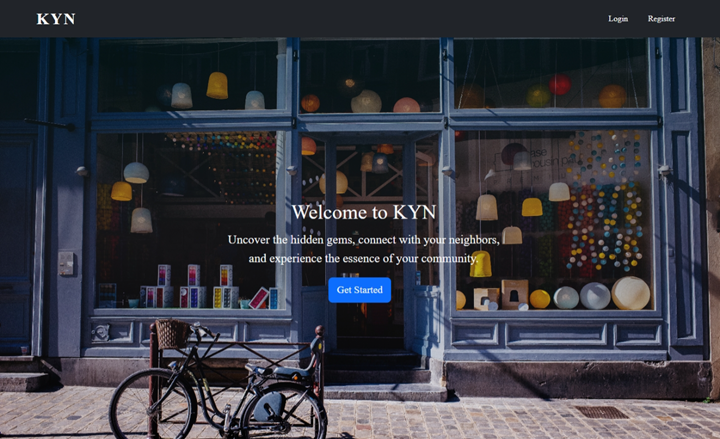 KYN
Login
Register
Welcome to KYN
Uncover the hidden gems, connect with your neighbors,
and experience the essence of your community.
Get Started